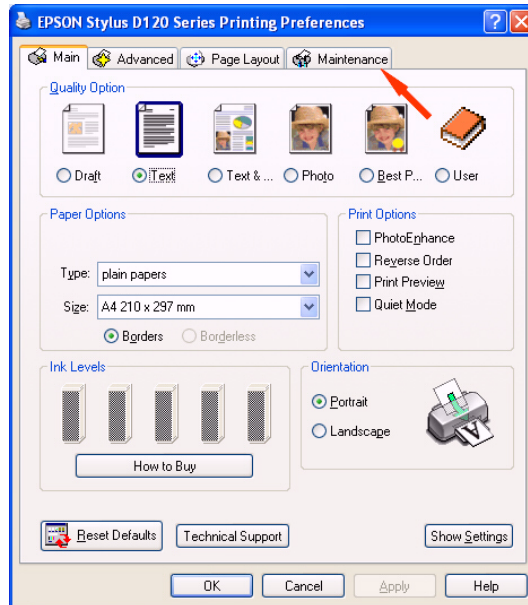 EPSON Stylus D120 Series Printing Preferences
Main Advanced Page Layout Maintenance
Quality Option
Draft Text Text & ... Photo Best P... User
Paper Options
Type: plain papers
Size: A4 210 x 297 mm
Borders Borderless
Print Options
PhotoEnhance
Reverse Order
Print Preview
Quiet Mode
Ink Levels
How to Buy
Orientation
Portrait
Landscape
Reset Defaults Technical Support Show Settings
OK Cancel Apply Help